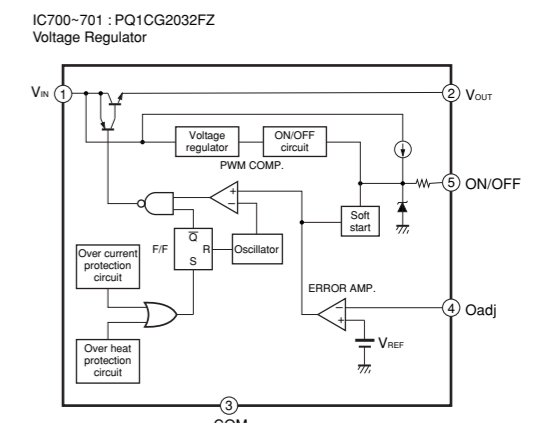 IC700~701 : PQ1CG2032FZ
Voltage Regulator
VIN 1
2 VOUT
Voltage
regulator
ON/OFF
circuit
PWM COMP.
5 ON/OFF
+
−
Soft
start
Q
F/F
R
S
Oscillator
Over current
protection
circuit
ERROR AMP.
−
+
4 Oadj
VREF
Over heat
protection
circuit
3
COM